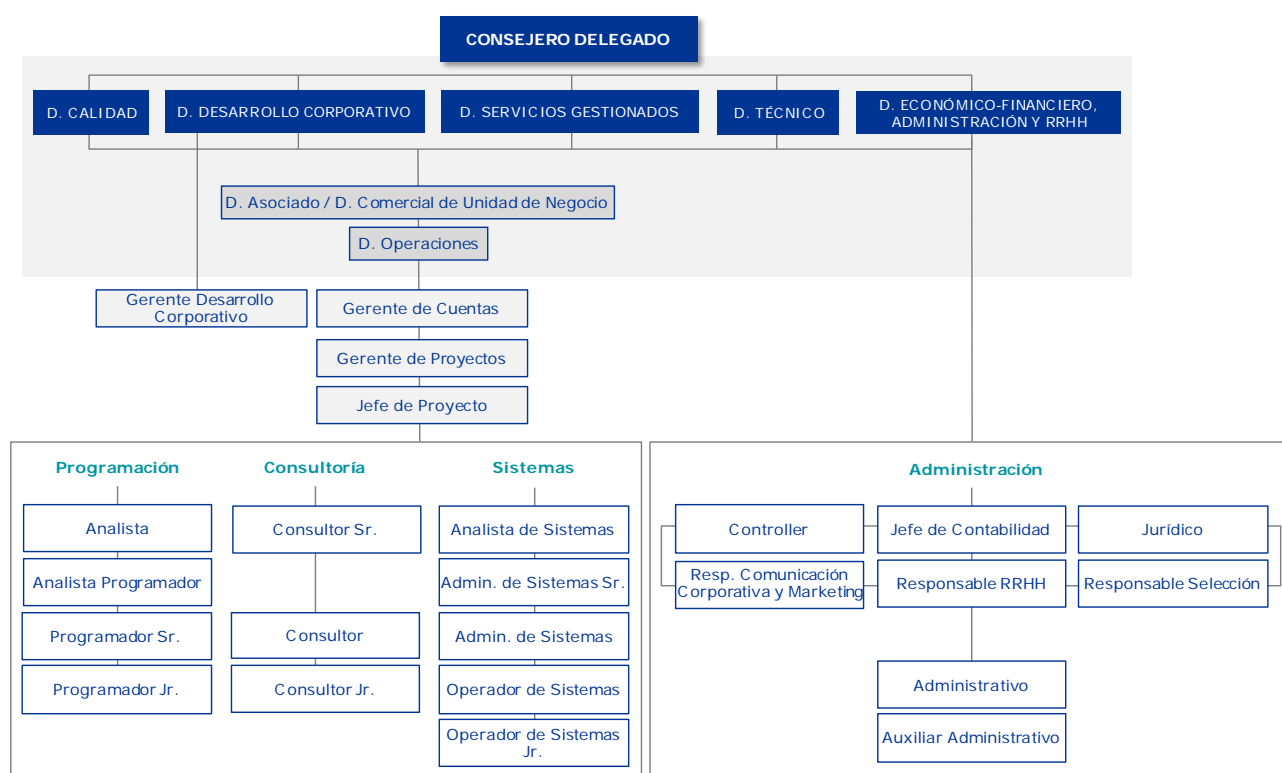 CONSEJERO DELEGADO
D. CALIDAD
D. DESARROLLO CORPORATIVO
D. SERVICIOS GESTIONADOS
D. TÉCNICO
D. ECONÓMICO-FINANCIERO,
ADMINISTRACIÓN Y RRHH
D. Asociado / D. Comercial de Unidad de Negocio
D. Operaciones
Gerente Desarrollo
Corporativo
Gerente de Cuentas
Gerente de Proyectos
Jefe de Proyecto
Programación
Analista
Analista Programador
Programador Sr.
Programador Jr.
Consultoría
Consultor Sr.
Consultor
Consultor Jr.
Sistemas
Analista de Sistemas
Admin. de Sistemas Sr.
Admin. de Sistemas
Operador de Sistemas
Operador de Sistemas
Jr.
Administración
Controller
Jefe de Contabilidad
Jurídico
Resp. Comunicación
Corporativa y Marketing
Responsable RRHH
Responsable Selección
Administrativo
Auxiliar Administrativo